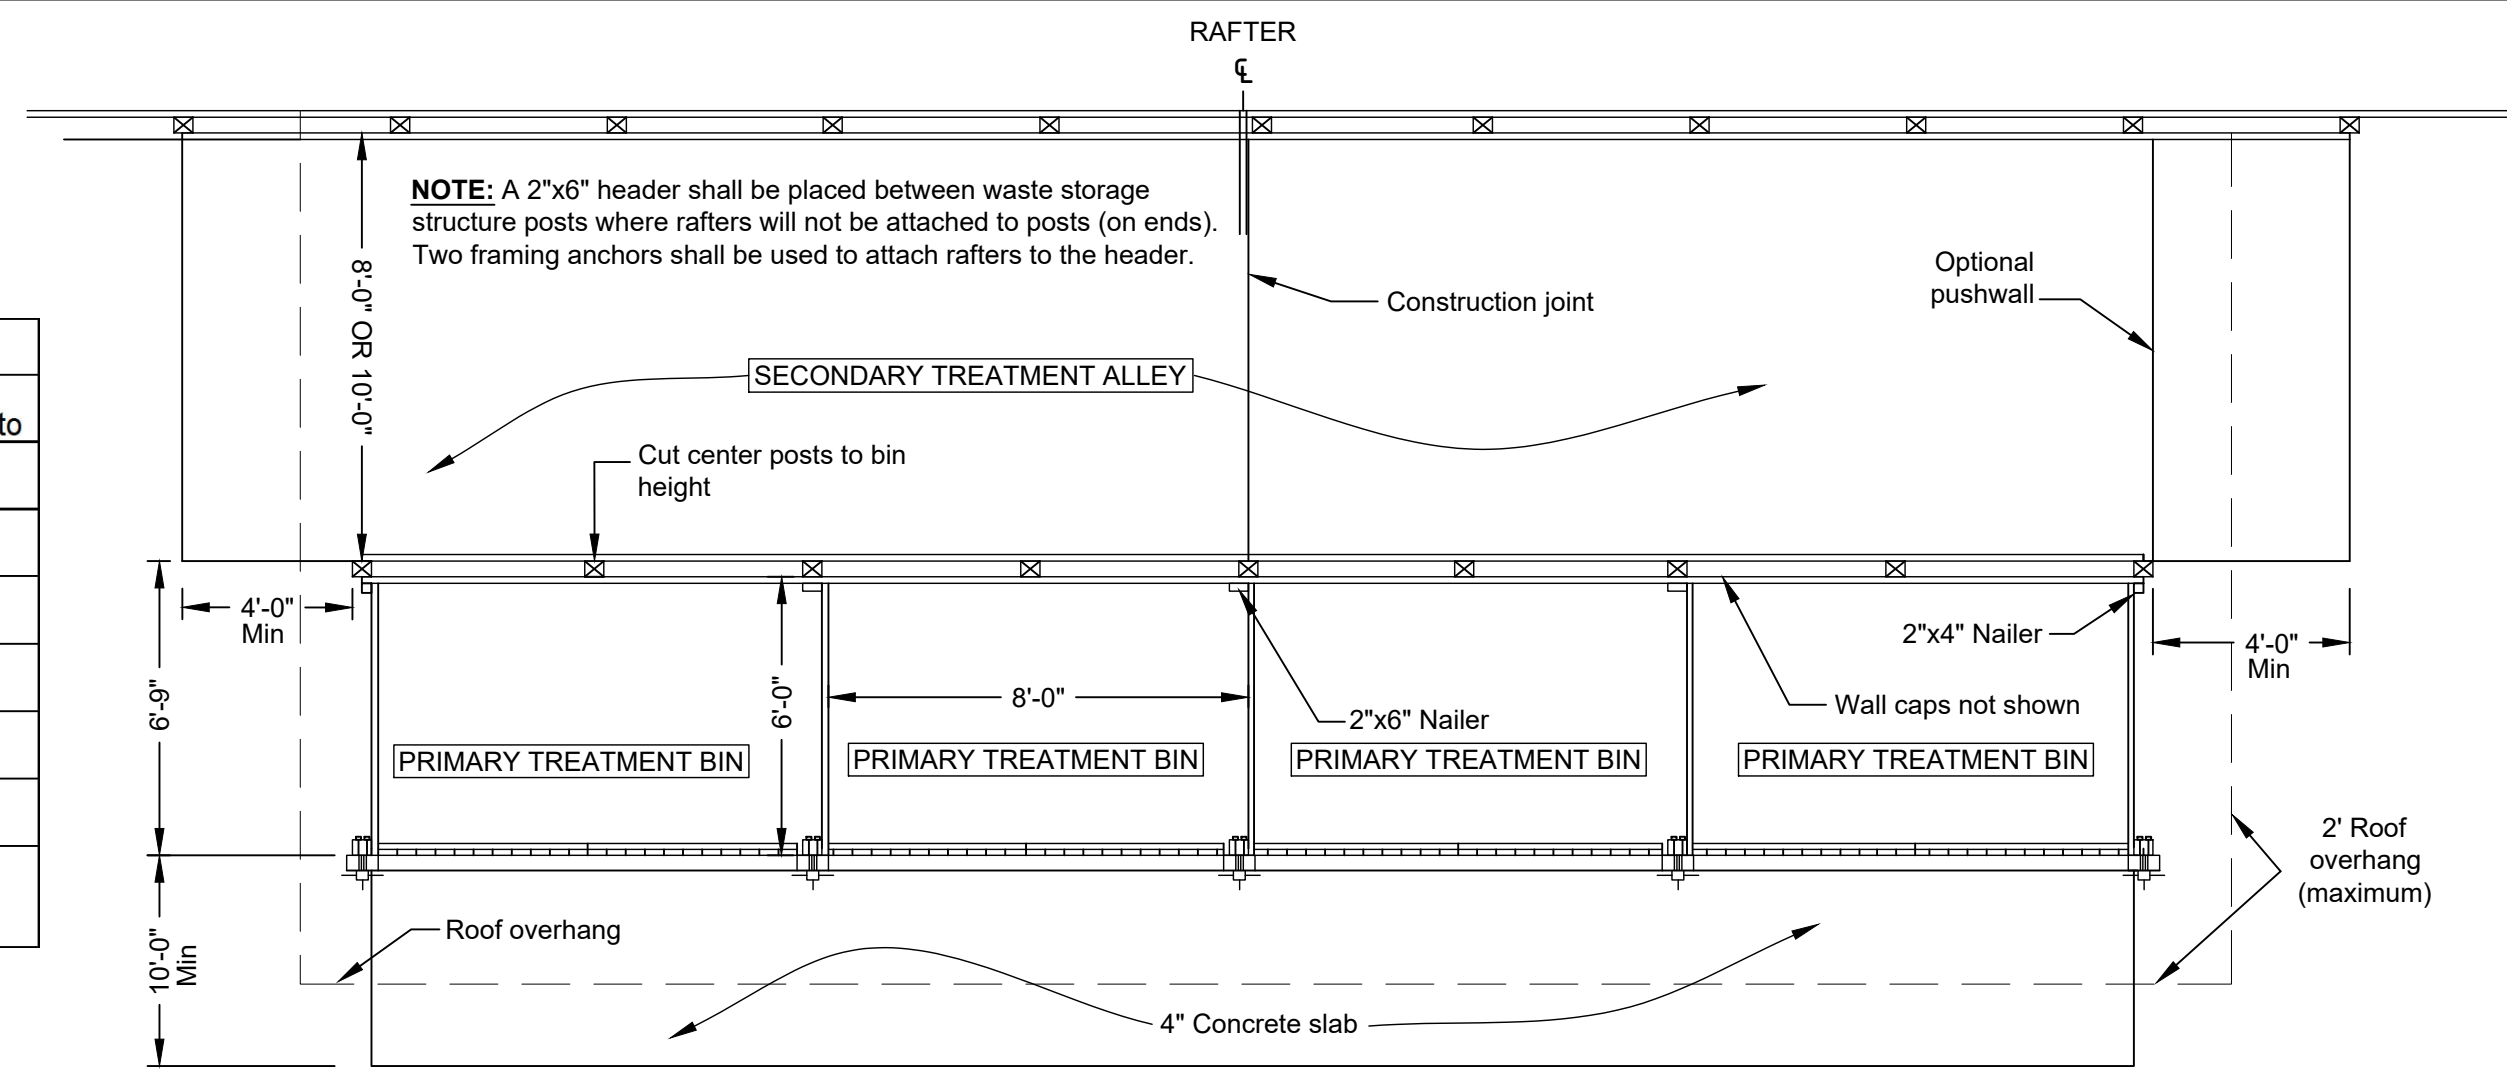 RAFTER
℄
NOTE: A 2"x6" header shall be placed between waste storage
structure posts where rafters will not be attached to posts (on ends).
Two framing anchors shall be used to attach rafters to the header.
8'-0" OR 10'-0"
Construction joint
Optional
pushwall
SECONDARY TREATMENT ALLEY
to
Cut center posts to bin
height
4'-0"
Min
6'-9"
6'-0"
8'-0"
2"x6" Nailer
2"x4" Nailer
Wall caps not shown
4'-0"
Min
PRIMARY TREATMENT BIN
PRIMARY TREATMENT BIN
PRIMARY TREATMENT BIN
PRIMARY TREATMENT BIN
2' Roof
overhang
(maximum)
Roof overhang
10'-0"
Min
4" Concrete slab